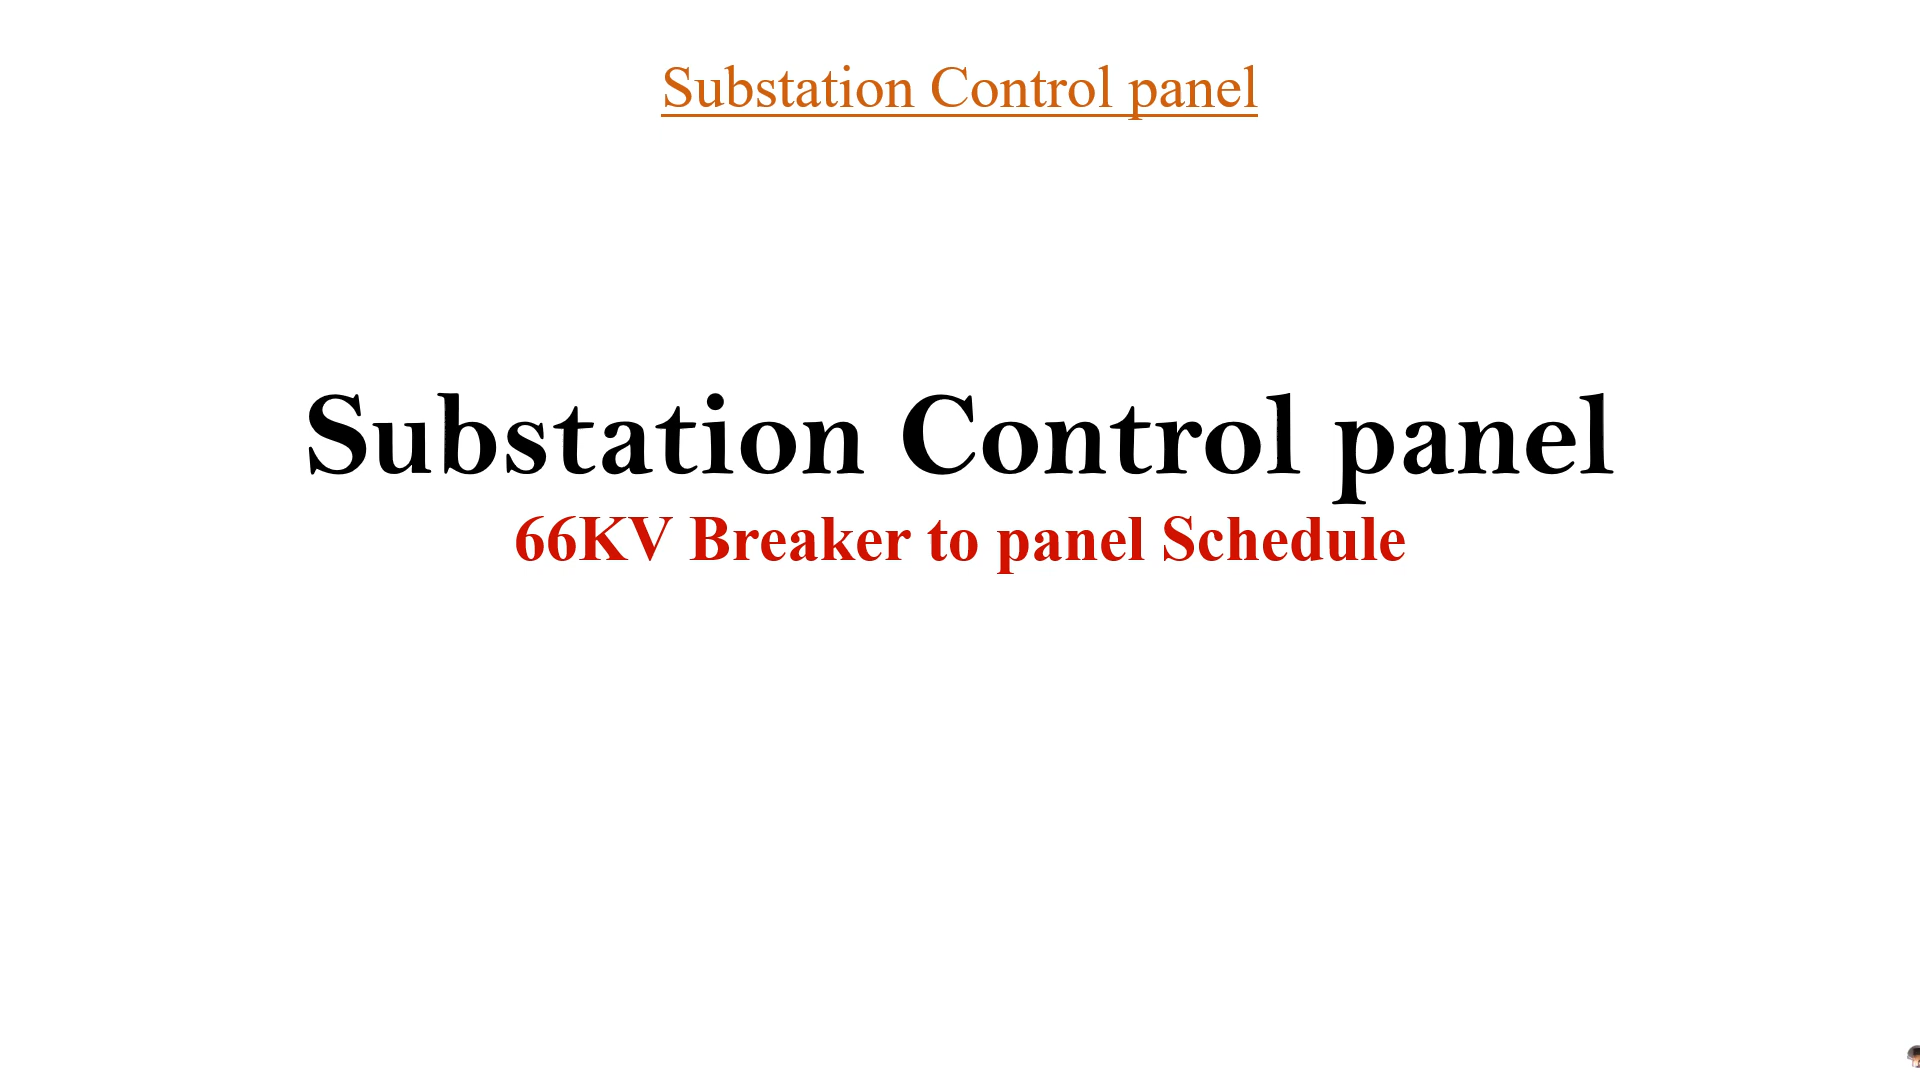 Substation Control panel
Substation Control panel
66KV Breaker to panel Schedule